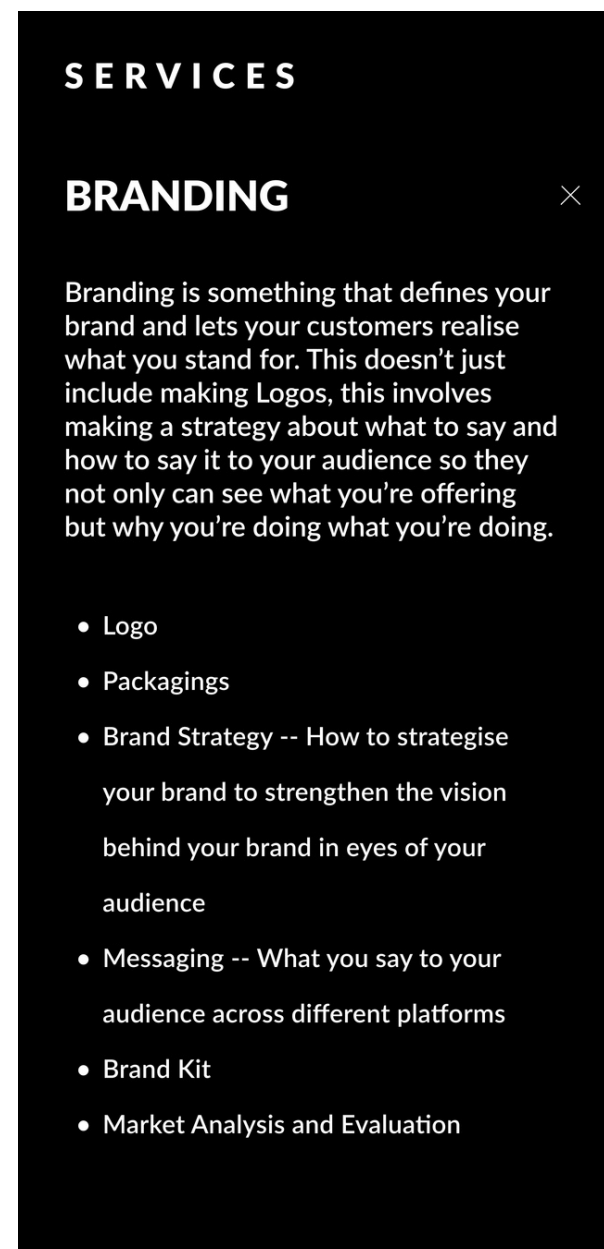 SERVICES
BRANDING
Branding is something that defines your
brand and lets your customers realise
what you stand for. This doesn’t just
include making Logos, this involves
making a strategy about what to say and
how to say it to your audience so they
not only can see what you’re offering
but why you’re doing what you’re doing.
• Logo
• Packagings
• Brand Strategy -- How to strategise
your brand to strengthen the vision
behind your brand in eyes of your
audience
• Messaging -- What you say to your
audience across different platforms
• Brand Kit
• Market Analysis and Evaluation